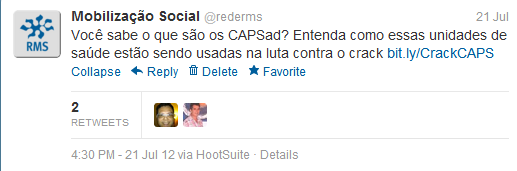 Mobilização Social @rederms 21 Jul
RMS
Você sabe o que são os CAPSad? Entenda como essas unidades de
saúde estão sendo usadas na luta contra o crack bit.ly/CrackCAPS
Collapse Reply Delete Favorite
2
RETWEETS
4:30 PM - 21 Jul 12 via HootSuite · Details